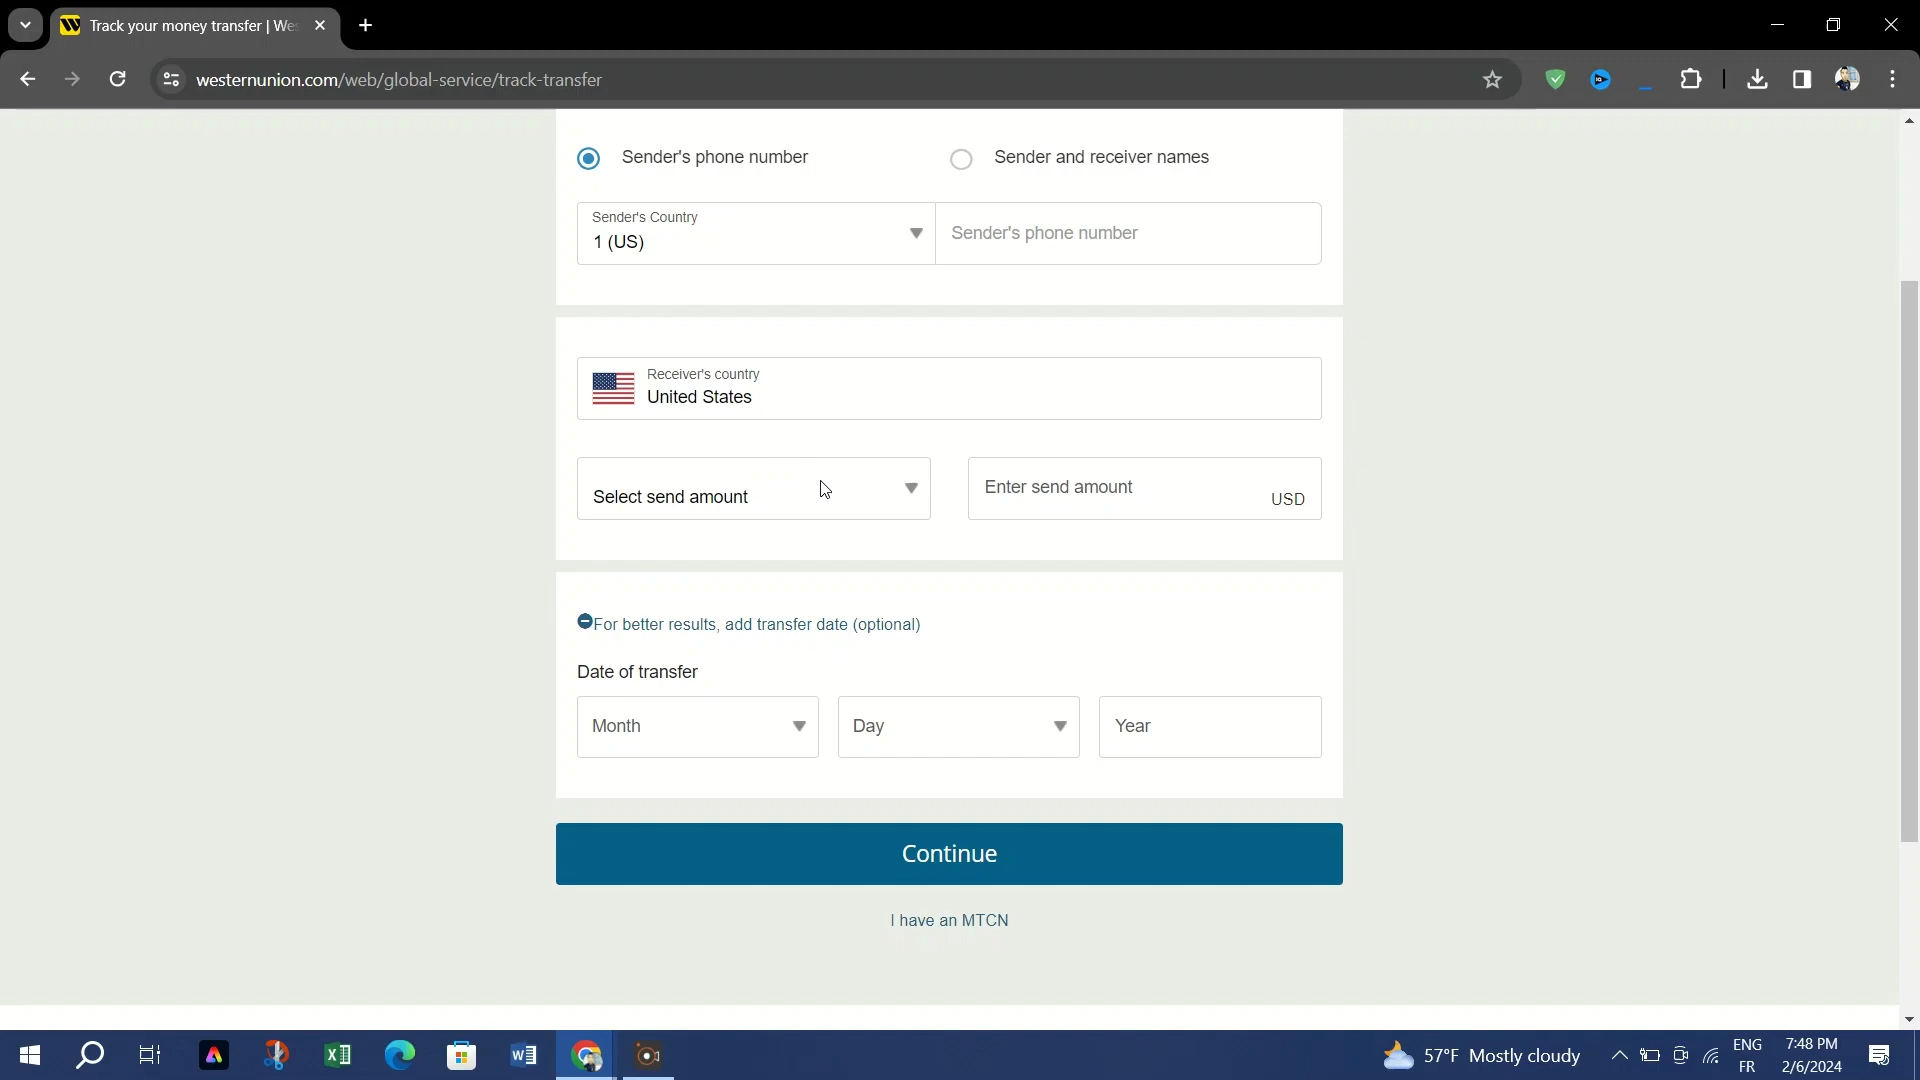 Track your money transfer | Wes
westernunion.com/web/global-service/track-transfer
Sender's phone number
Sender and receiver names
Sender's Country
1 (US)
Sender's phone number
Receiver's country
United States
Select send amount
Enter send amount
USD
For better results, add transfer date (optional)
Date of transfer
Month
Day
Year
Continue
I have an MTCN
57°F Mostly cloudy
ENG
FR
7:48 PM
2/6/2024